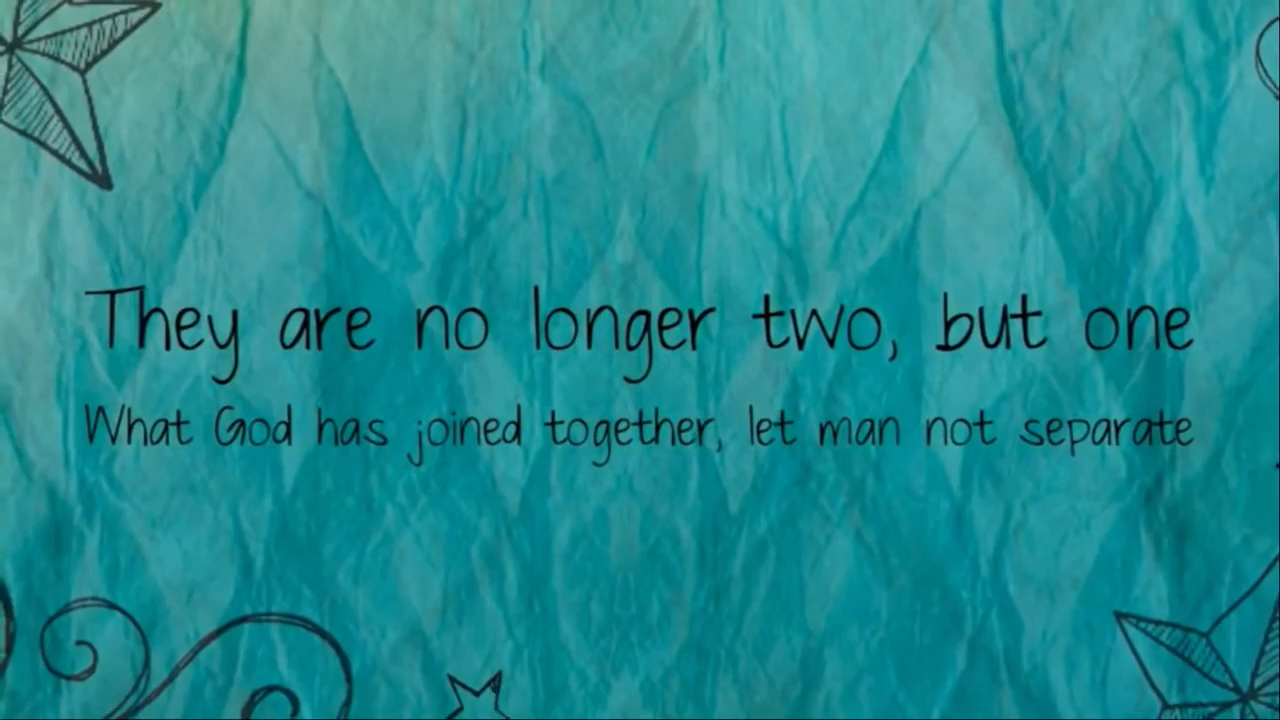 They are no longer two, but one
What God has joined together, let man not separate